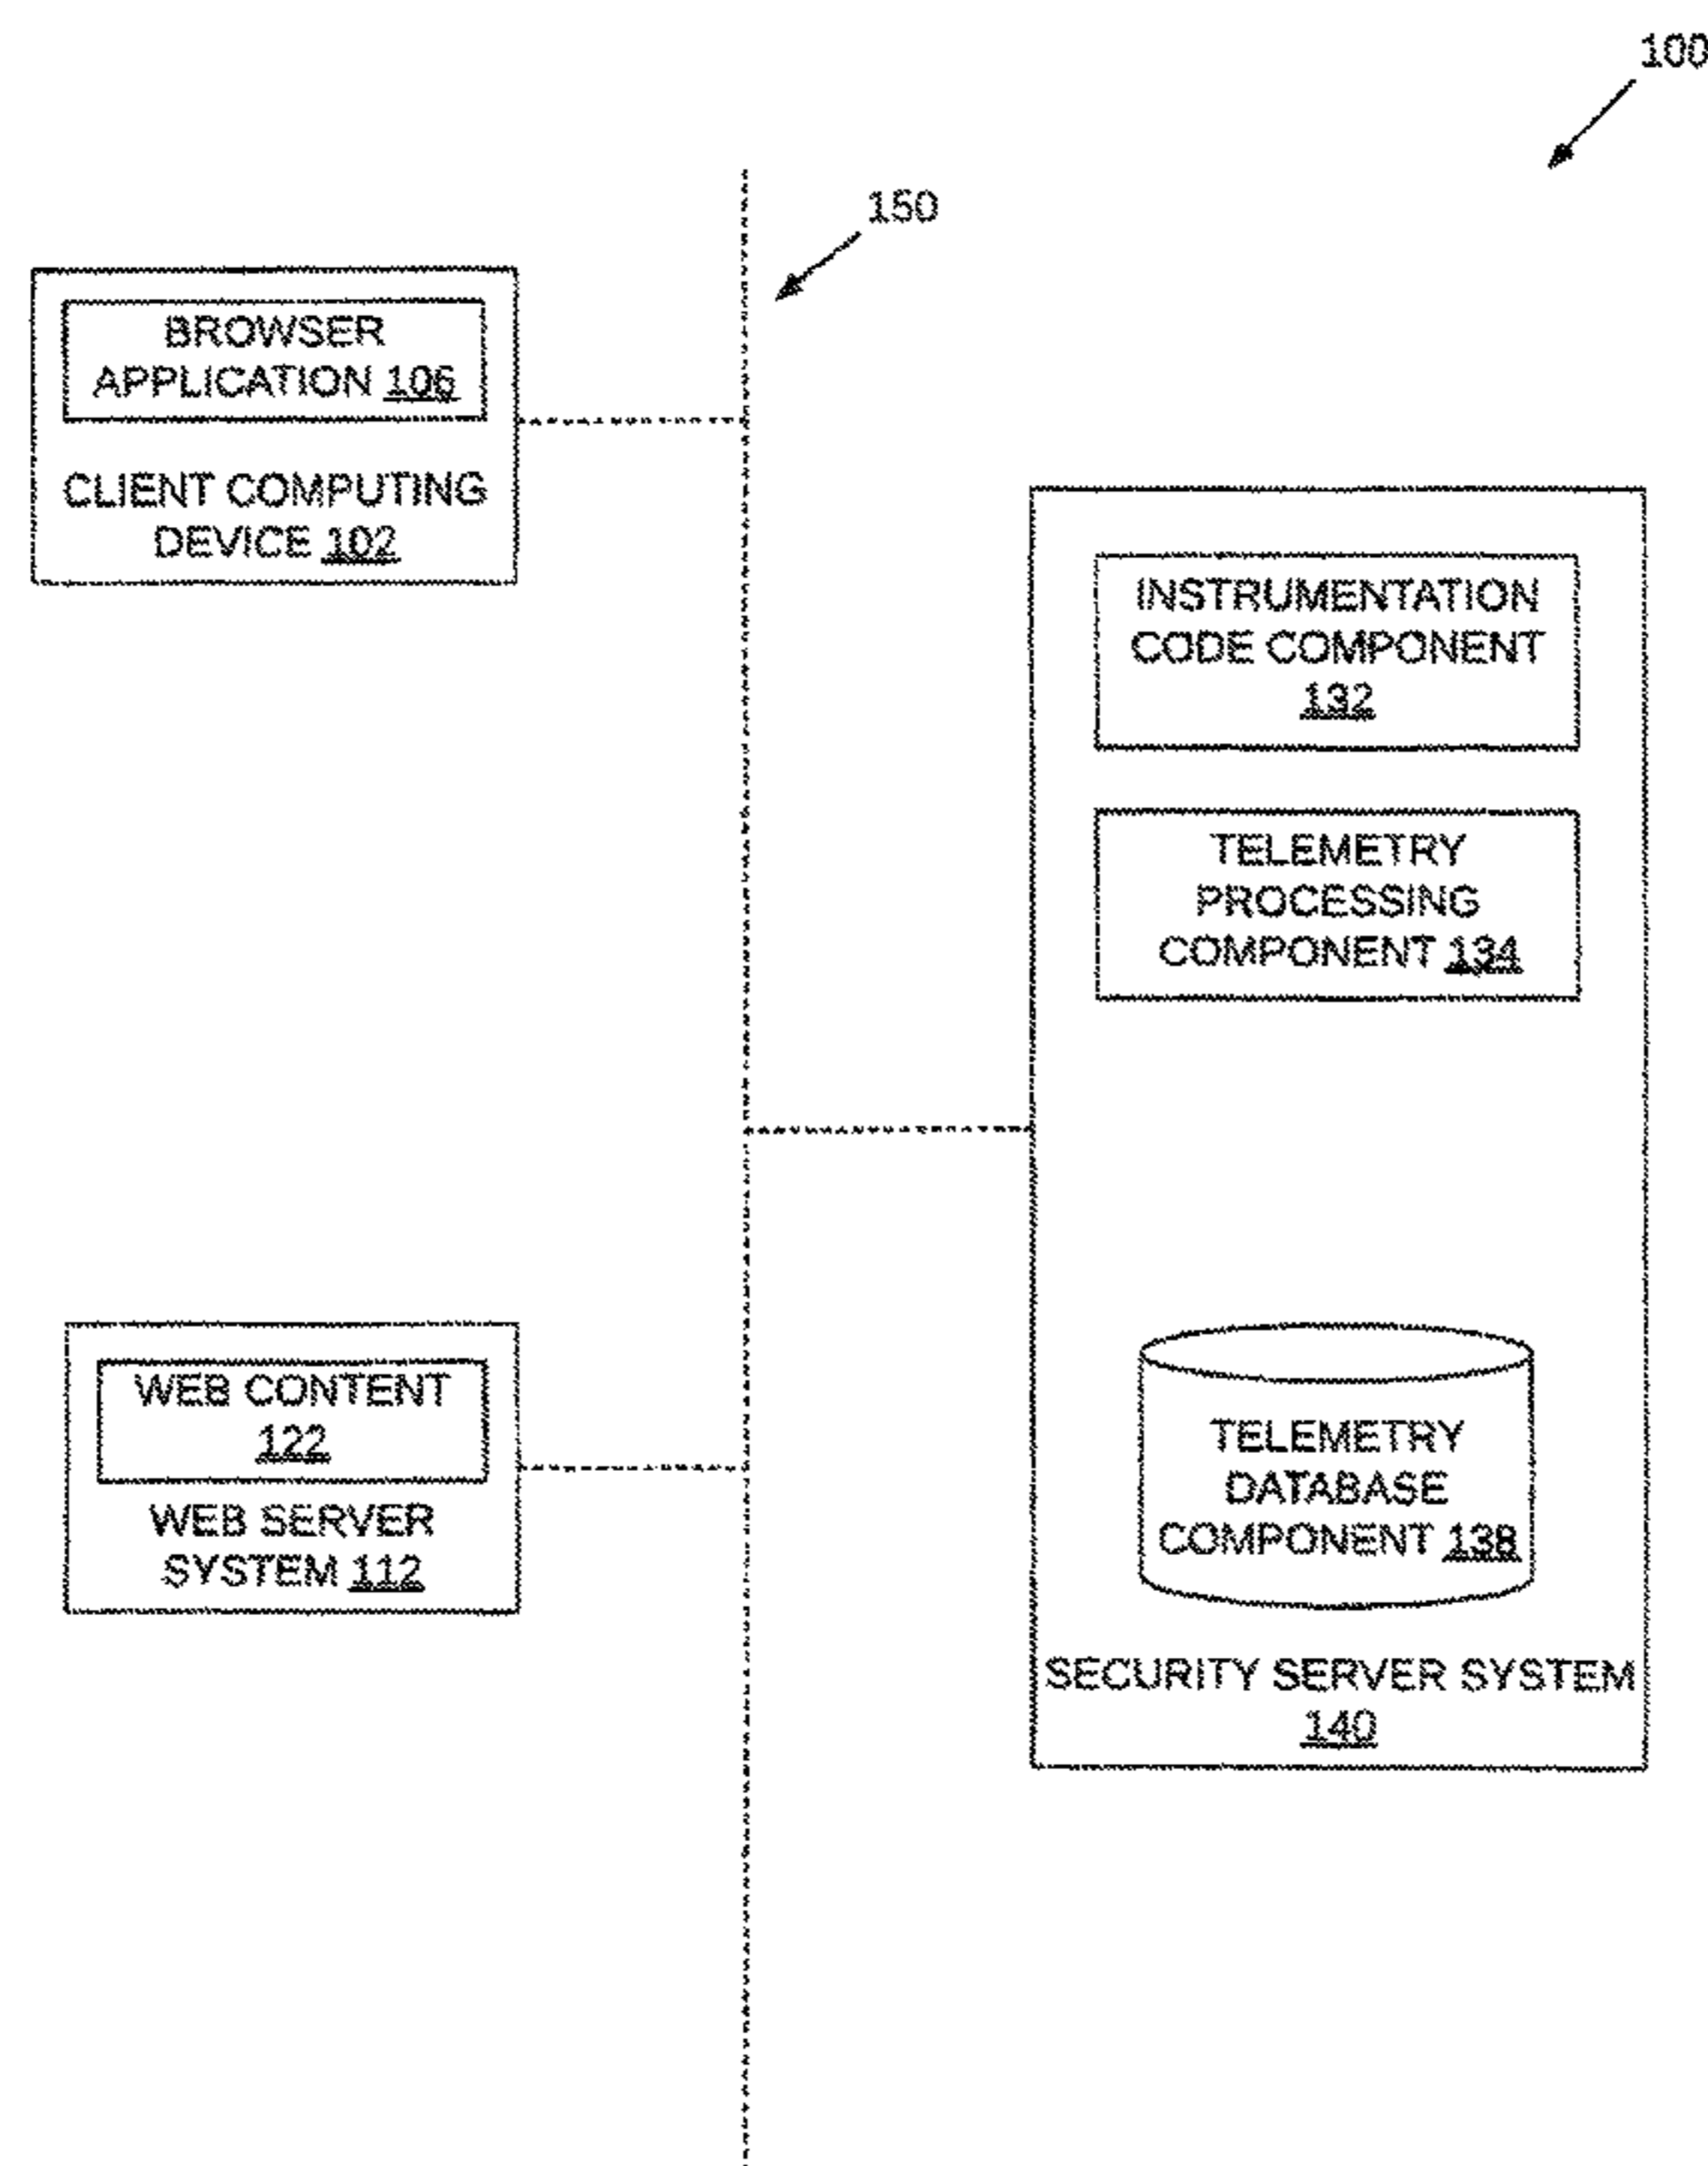 100
150
BROWSER
APPLICATION 106
CLIENT COMPUTING
DEVICE 102
INSTRUMENTATION
CODE COMPONENT
132
TELEMETRY
PROCESSING
COMPONENT 134
WEB CONTENT
122
WEB SERVER
SYSTEM 112
TELEMETRY
DATABASE
COMPONENT 138
SECURITY SERVER SYSTEM
140